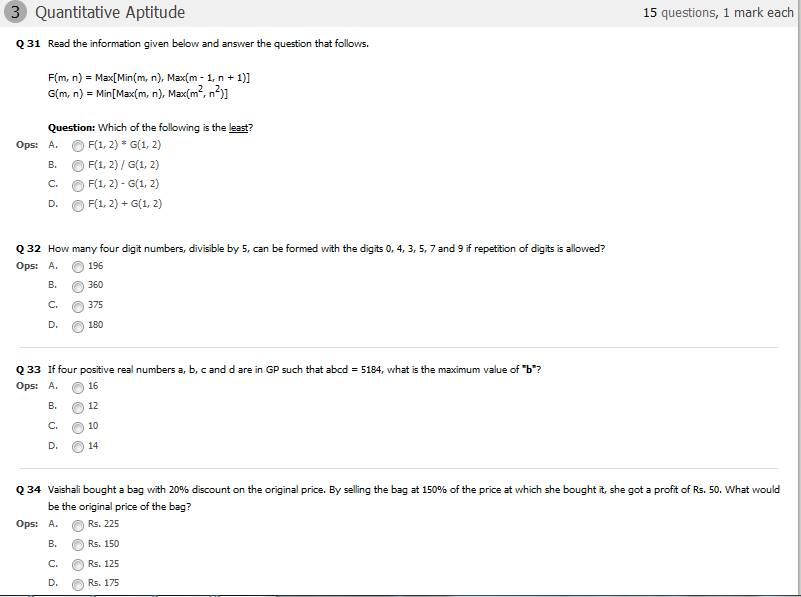 3 Quantitative Aptitude 15 questions, 1 mark each
Q 31 Read the information given below and answer the question that follows.
F(m, n) = Max[Min(m, n), Max(m - 1, n + 1)]
G(m, n) = Min[Max(m, n), Max(m², n²)]
Question: Which of the following is the least?
Ops: A. F(1, 2) * G(1, 2)
B. F(1, 2) / G(1, 2)
C. F(1, 2) - G(1, 2)
D. F(1, 2) + G(1, 2)
Q 32 How many four digit numbers, divisible by 5, can be formed with the digits 0, 4, 3, 5, 7 and 9 if repetition of digits is allowed?
Ops: A. 196
B. 360
C. 375
D. 180
Q 33 If four positive real numbers a, b, c and d are in GP such that abcd = 5184, what is the maximum value of "b"?
Ops: A. 16
B. 12
C. 10
D. 14
Q 34 Vaishali bought a bag with 20% discount on the original price. By selling the bag at 150% of the price at which she bought it, she got a profit of Rs. 50. What would
be the original price of the bag?
Ops: A. Rs. 225
B. Rs. 150
C. Rs. 125
D. Rs. 175